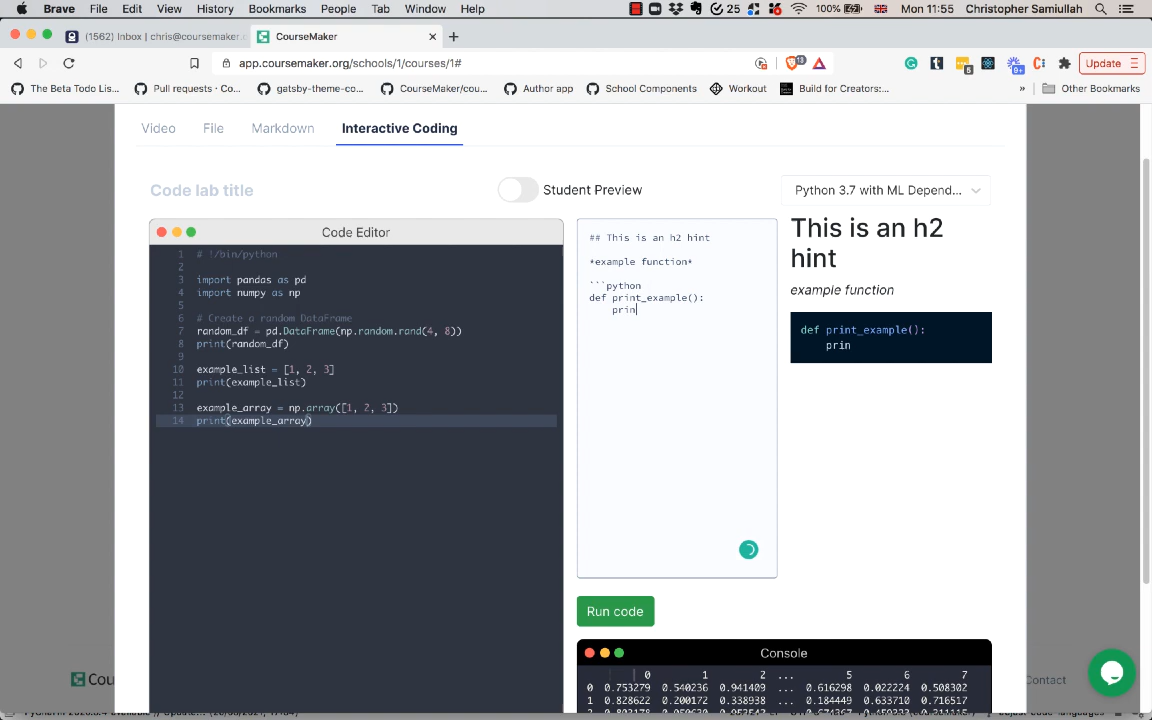 Brave File Edit View History Bookmarks People Tab Window Help 25 100% Mon 11:55 Christopher Samiullah
(1562) Inbox | chris@coursemaker. CourseMaker
app.coursemaker.org/schools/1/courses/1# 13 5 9+ Update
The Beta Todo Lis... Pull requests · Co... gatsby-theme-co... CourseMaker/cou... Author app School Components Workout Build for Creators:... » Other Bookmarks
Video File Markdown Interactive Coding
Code lab title Student Preview Python 3.7 with ML Depend...
Code Editor
1 # !/bin/python
2
3 import pandas as pd
4 import numpy as np
5
6 # Create a random DataFrame
7 random_df = pd.DataFrame(np.random.rand(4, 8))
8 print(random_df)
9
10 example_list = [1, 2, 3]
11 print(example_list)
12
13 example_array = np.array([1, 2, 3])
14 print(example_array)
## This is an h2 hint
*example function*
```python
def print_example():
prin
This is an h2
hint
example function
def print_example():
prin
Run code
Console
0 1 2 ... 5 6 7
0 0.753279 0.540236 0.941409 ... 0.616298 0.022224 0.508302
1 0.828622 0.200172 0.338938 ... 0.184449 0.633710 0.716517
Cou
ontact